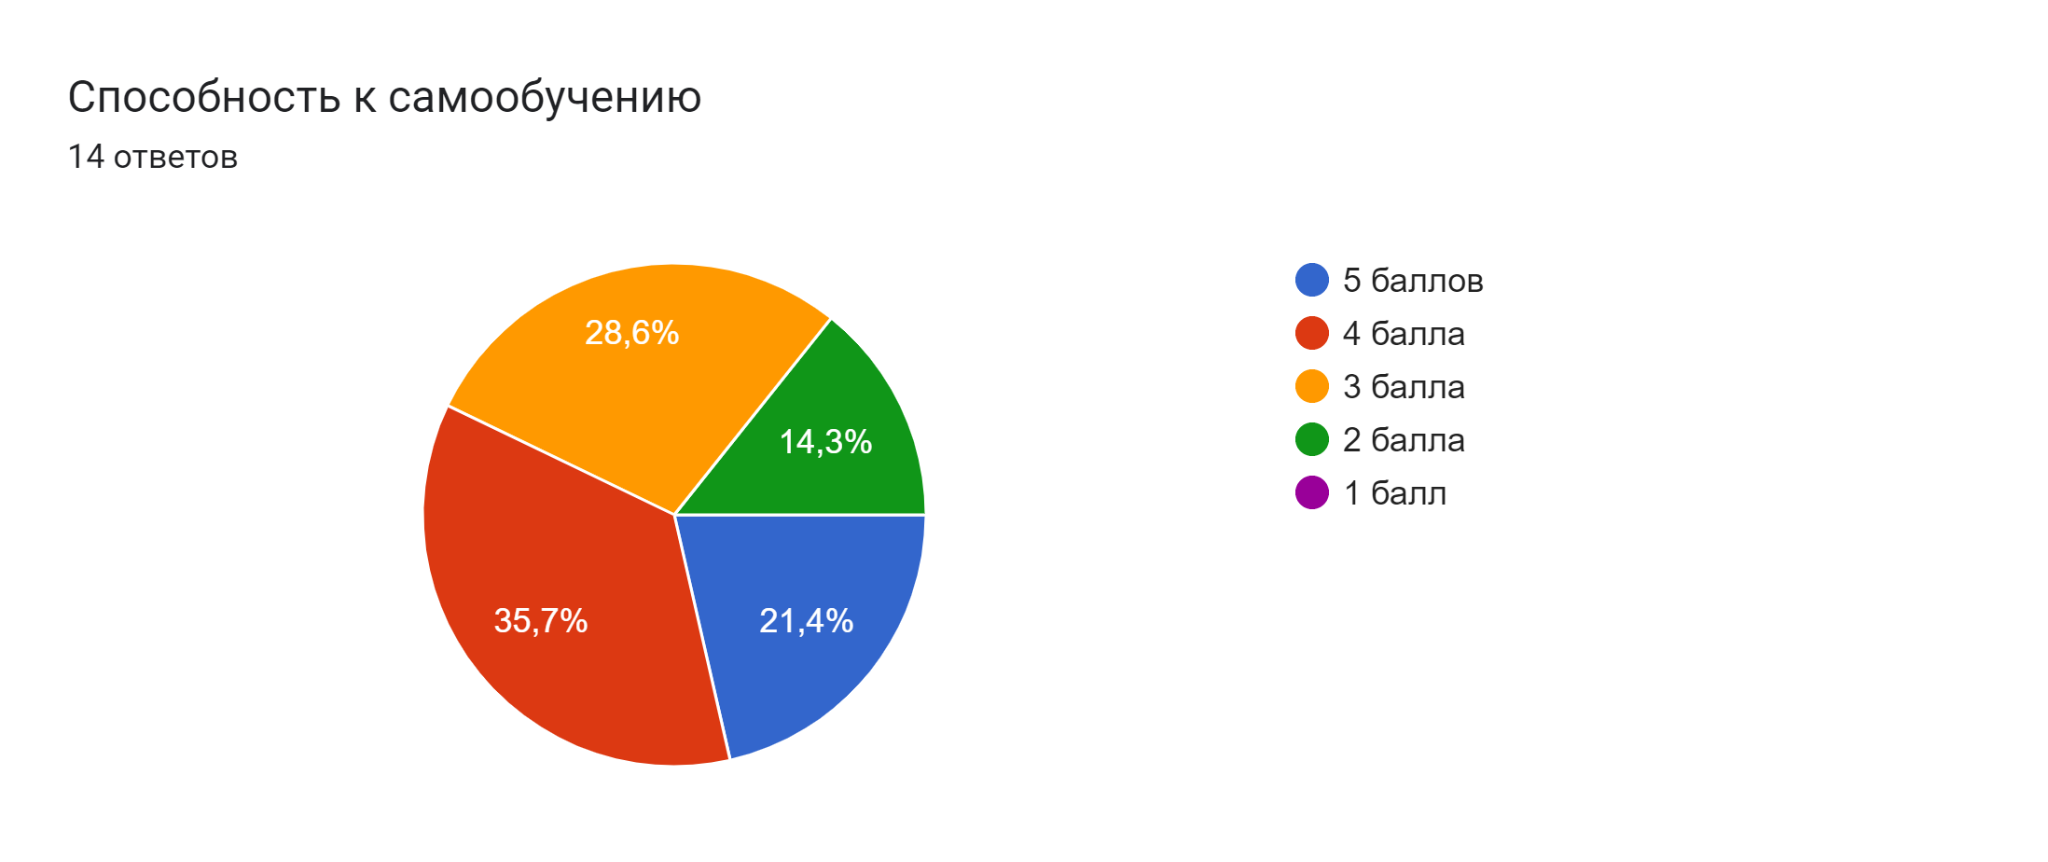 Способность к самообучению
14 ответов
28,6%
14,3%
35,7%
21,4%
5 баллов
4 балла
3 балла
2 балла
1 балл